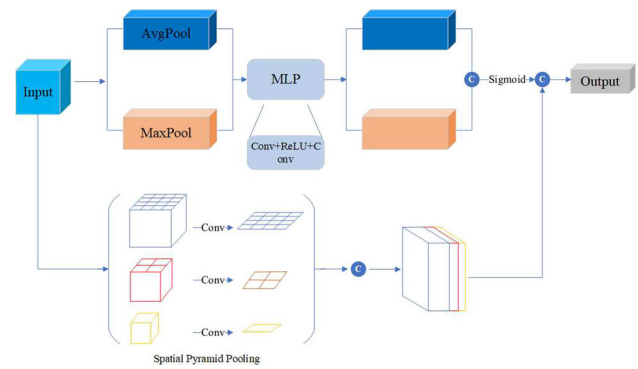 AvgPool
Input
MLP
C
Sigmoid
C
Output
MaxPool
Conv+ReLU+C
onv
Conv
C
Conv
Conv
Spatial Pyramid Pooling